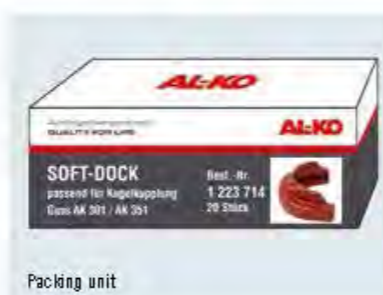 AL-KO
QUALITY FOR LIFE
AL-KO
SOFT-DOCK
passend für Kugelkupplung
Guss AK 301 / AK 351
Best.-Nr.
1 223 714
20 Stück
Packing unit